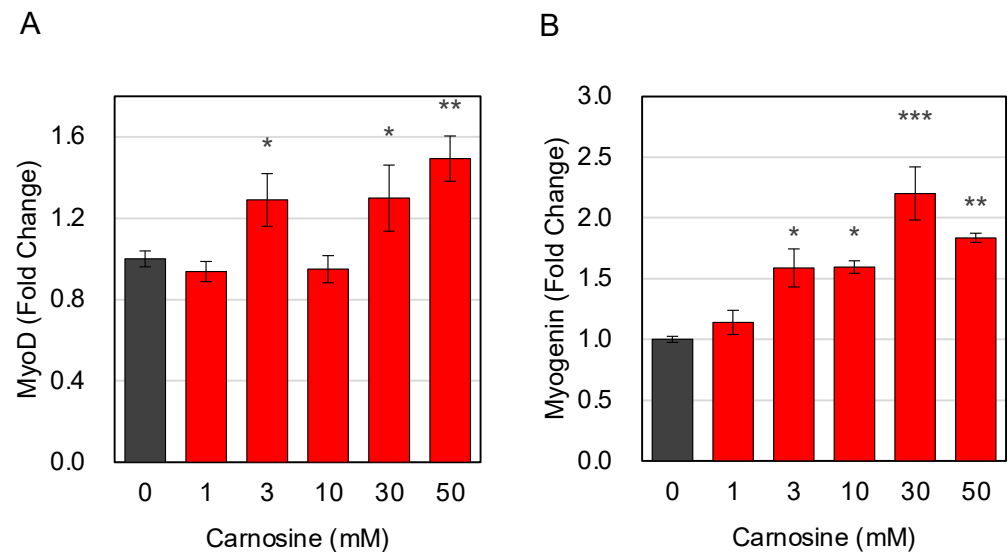 A
MyoD (Fold Change)
1.6
1.2
0.8
0.4
0.0
*
*
**
0 1 3 10 30 50
Carnosine (mM)
B
Myogenin (Fold Change)
3.0
2.5
2.0
1.5
1.0
0.5
0.0
*
*
***
**
0 1 3 10 30 50
Carnosine (mM)